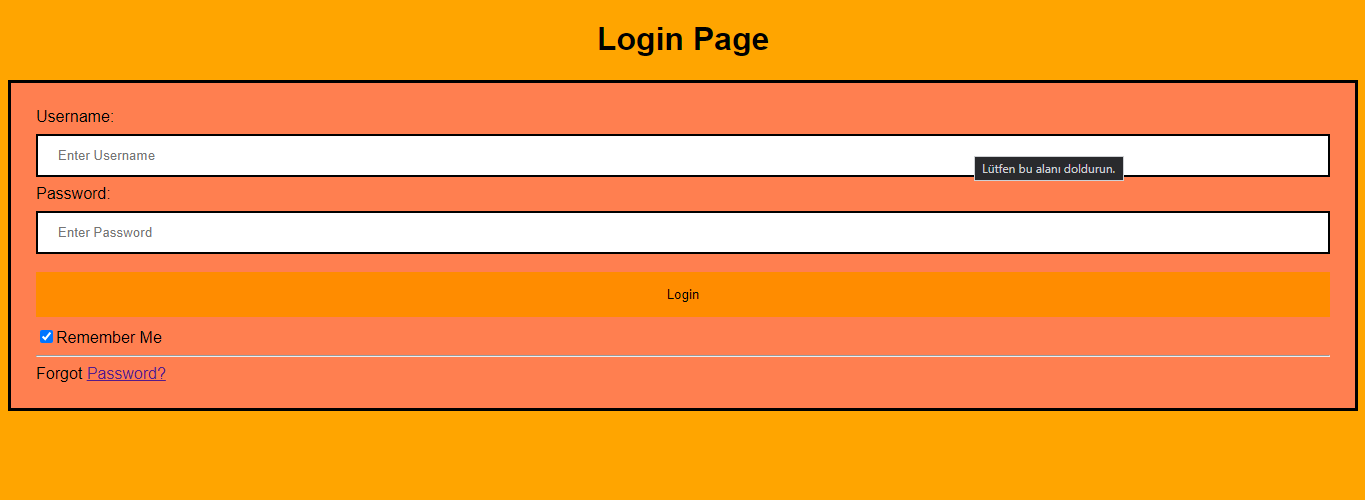 Login Page
Username:
Enter Username
Lütfen bu alanı doldurun.
Password:
Enter Password
Login
Remember Me
Forgot Password?